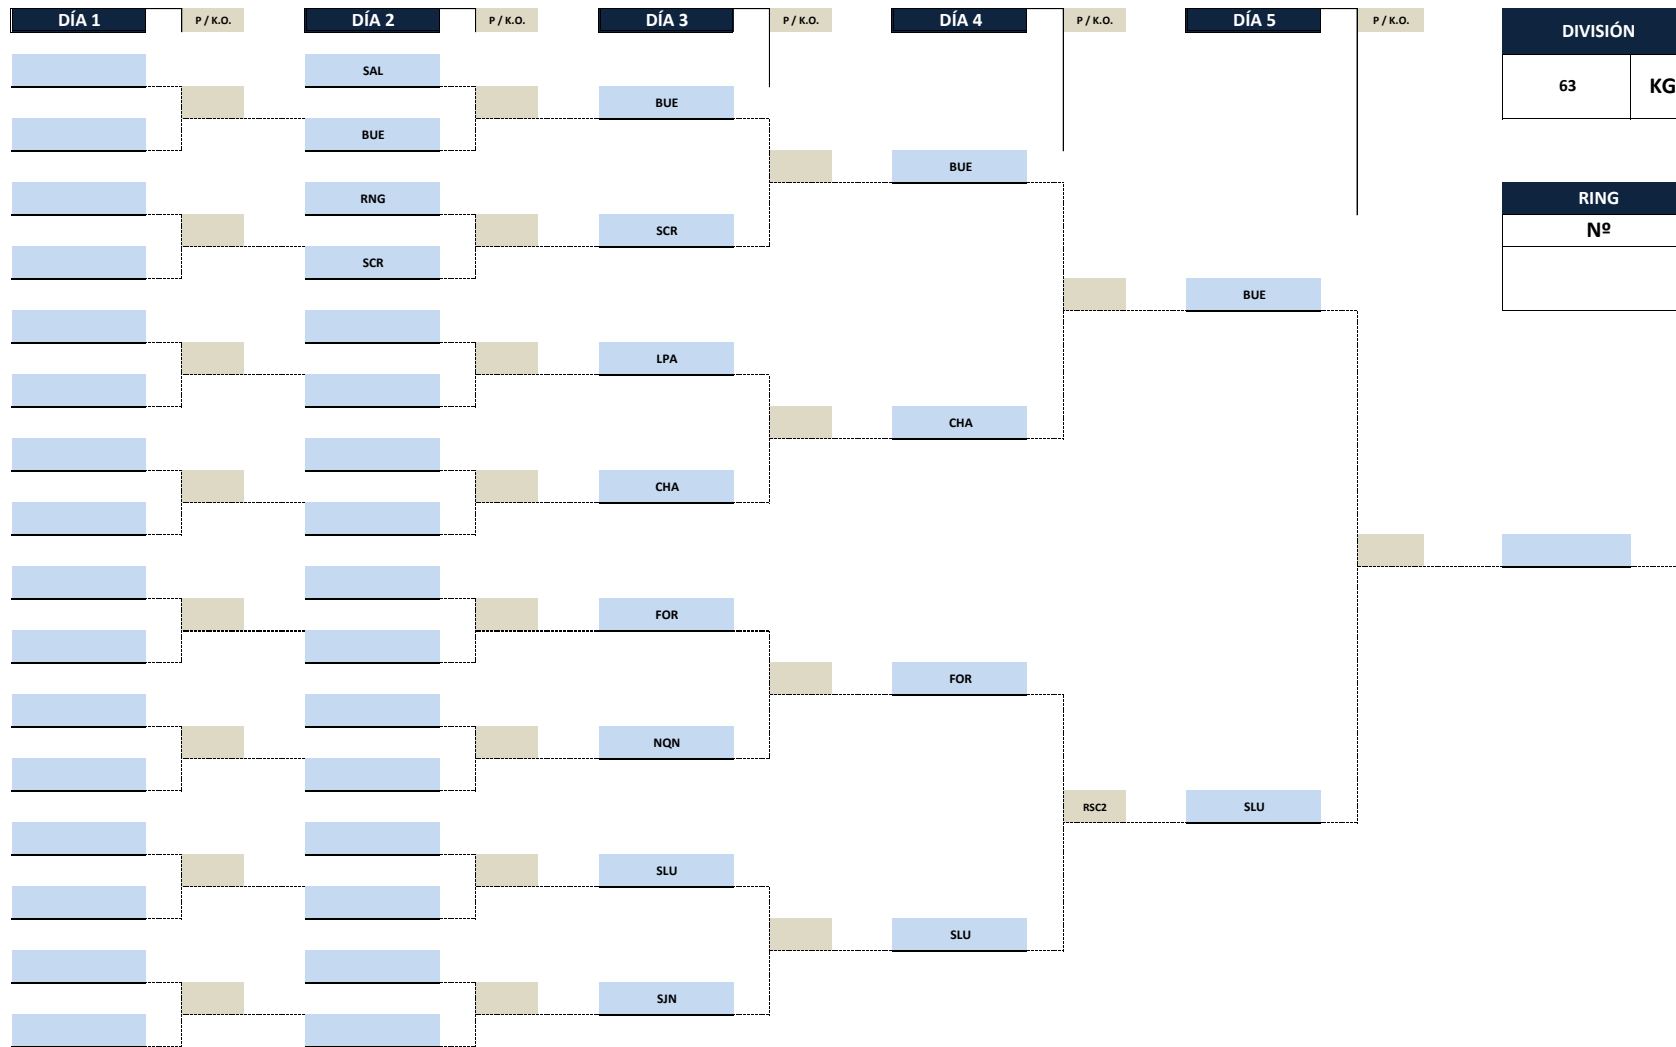 DÍA 1 P / K.O. DÍA 2 P / K.O. DÍA 3 P / K.O. DÍA 4 P / K.O. DÍA 5 P / K.O. DIVISIÓN
SAL
63 KG
BUE
BUE
BUE
RNG
RING
SCR
Nº
SCR
BUE
LPA
CHA
CHA
FOR
FOR
NQN
RSC2 SLU
SLU
SLU
SJN